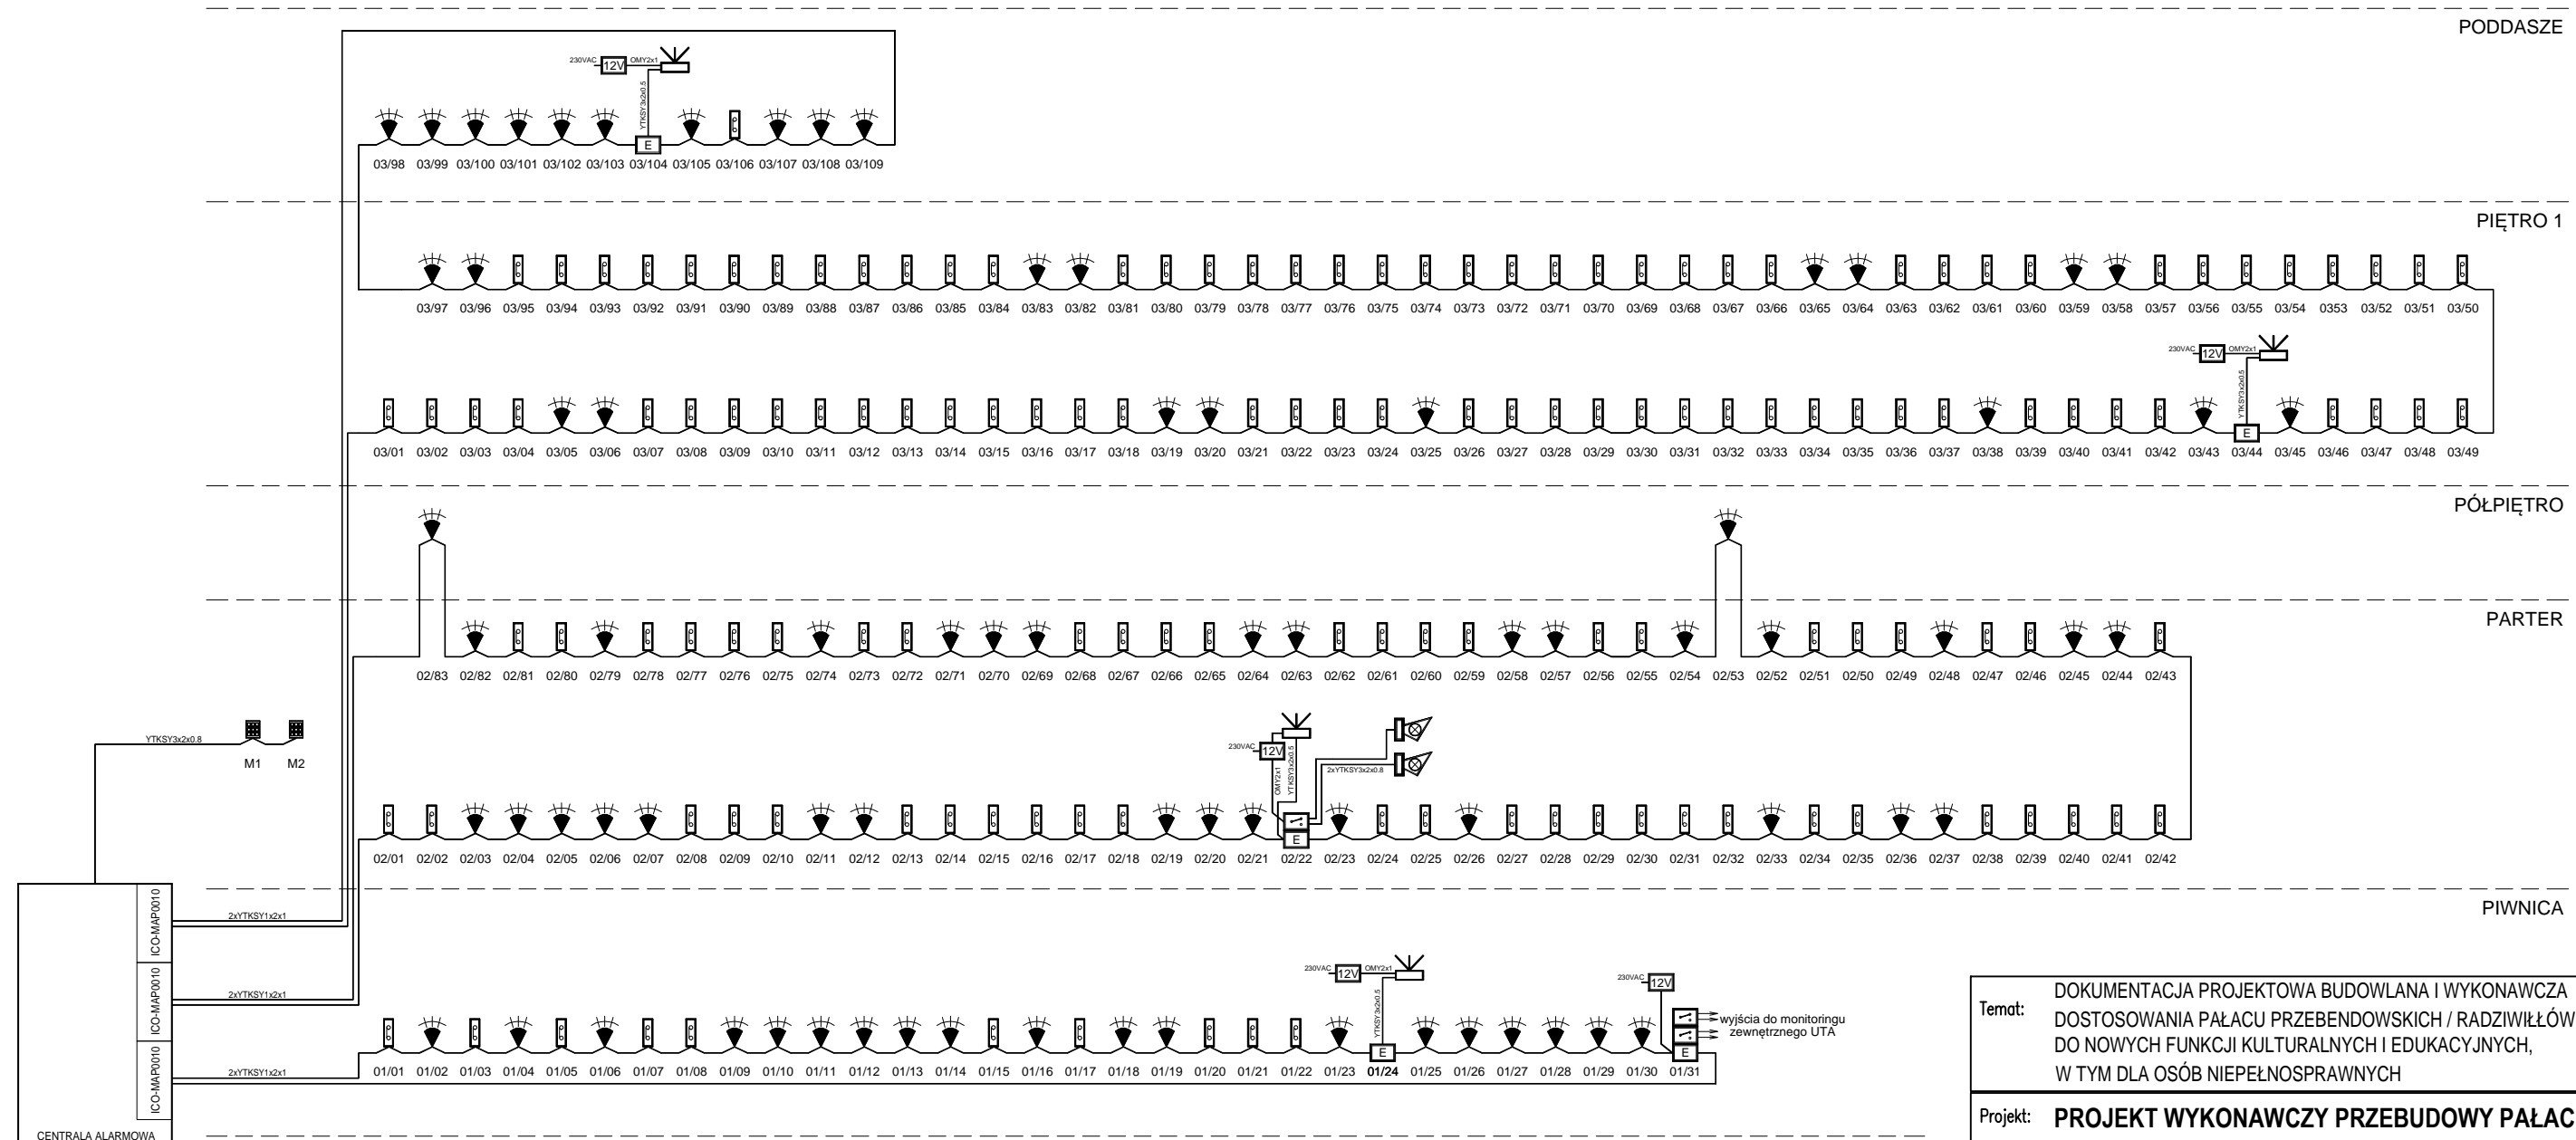 PODDASZE
230VAC 12V OMY2x1
YTKSY3x2x0.5
E
03/98 03/99 03/100 03/101 03/102 03/103 03/104 03/105 03/106 03/107 03/108 03/109
PIĘTRO 1
03/97 03/96 03/95 03/94 03/93 03/92 03/91 03/90 03/89 03/88 03/87 03/86 03/85 03/84 03/83 03/82 03/81 03/80 03/79 03/78 03/77 03/76 03/75 03/74 03/73 03/72 03/71 03/70 03/69 03/68 03/67 03/66 03/65 03/64 03/63 03/62 03/61 03/60 03/59 03/58 03/57 03/56 03/55 03/54 0353 03/52 03/51 03/50
230VAC 12V OMY2x1
YTKSY3x2x0.5
E
03/01 03/02 03/03 03/04 03/05 03/06 03/07 03/08 03/09 03/10 03/11 03/12 03/13 03/14 03/15 03/16 03/17 03/18 03/19 03/20 03/21 03/22 03/23 03/24 03/25 03/26 03/27 03/28 03/29 03/30 03/31 03/32 03/33 03/34 03/35 03/36 03/37 03/38 03/39 03/40 03/41 03/42 03/43 03/44 03/45 03/46 03/47 03/48 03/49
PÓŁPIĘTRO
PARTER
02/83 02/82 02/81 02/80 02/79 02/78 02/77 02/76 02/75 02/74 02/73 02/72 02/71 02/70 02/69 02/68 02/67 02/66 02/65 02/64 02/63 02/62 02/61 02/60 02/59 02/58 02/57 02/56 02/55 02/54 02/53 02/52 02/51 02/50 02/49 02/48 02/47 02/46 02/45 02/44 02/43
YTKSY3x2x0.8
M1 M2
230VAC 12V
OMY2x1
YTKSY3x2x0.5
2xYTKSY3x2x0.8
E
02/01 02/02 02/03 02/04 02/05 02/06 02/07 02/08 02/09 02/10 02/11 02/12 02/13 02/14 02/15 02/16 02/17 02/18 02/19 02/20 02/21 02/22 02/23 02/24 02/25 02/26 02/27 02/28 02/29 02/30 02/31 02/32 02/33 02/34 02/35 02/36 02/37 02/38 02/39 02/40 02/41 02/42
PIWNICA
ICO-MAP0010
2xYTKSY1x2x1
ICO-MAP0010
2xYTKSY1x2x1
ICO-MAP0010
2xYTKSY1x2x1
CENTRALA ALARMOWA
230VAC 12V OMY2x1
YTKSY3x2x0.5
E
230VAC 12V
wyjścia do monitoringu
zewnętrznego UTA
E
01/01 01/02 01/03 01/04 01/05 01/06 01/07 01/08 01/09 01/10 01/11 01/12 01/13 01/14 01/15 01/16 01/17 01/18 01/19 01/20 01/21 01/22 01/23 01/24 01/25 01/26 01/27 01/28 01/29 01/30 01/31
Temat: DOKUMENTACJA PROJEKTOWA BUDOWLANA I WYKONAWCZA
DOSTOSOWANIA PAŁACU PRZEBENDOWSKICH / RADZIWIŁŁÓW
DO NOWYCH FUNKCJI KULTURALNYCH I EDUKACYJNYCH,
W TYM DLA OSÓB NIEPEŁNOSPRAWNYCH
Projekt: PROJEKT WYKONAWCZY PRZEBUDOWY PAŁAC